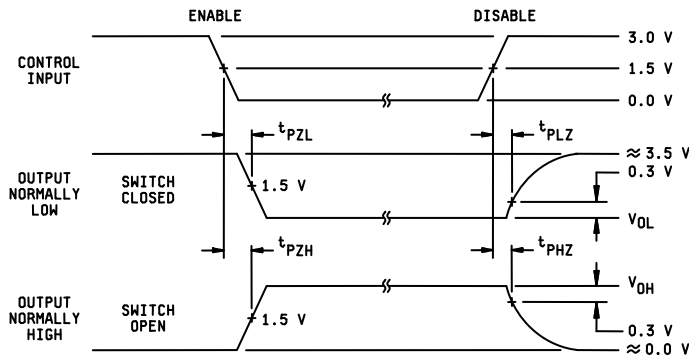 ENABLE DISABLE
3.0 V
CONTROL
INPUT
1.5 V
0.0 V
tPZL tPLZ
≈ 3.5 V
0.3 V
OUTPUT
NORMALLY
LOW
SWITCH
CLOSED
1.5 V
VOL
tPZH tPHZ
VOH
OUTPUT
NORMALLY
HIGH
SWITCH
OPEN
1.5 V
0.3 V
≈ 0.0 V